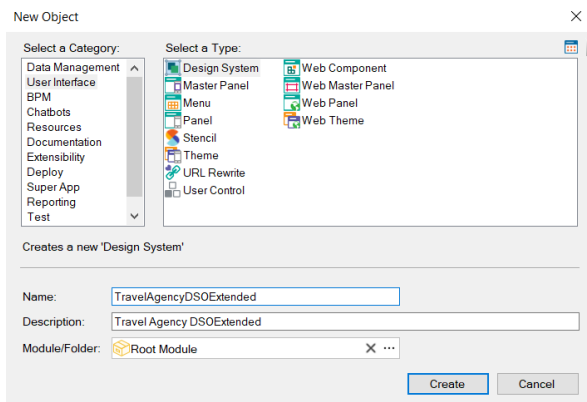 New Object
Select a Category:
Select a Type:
Data Management
User Interface
BPM
Chatbots
Resources
Documentation
Extensibility
Deploy
Super App
Reporting
Test
Design System
Master Panel
Menu
Panel
Stencil
Theme
URL Rewrite
User Control
Web Component
Web Master Panel
Web Panel
Web Theme
Creates a new 'Design System'
Name: TravelAgencyDSOExtended
Description: Travel Agency DSOExtended
Module/Folder: Root Module
Create Cancel